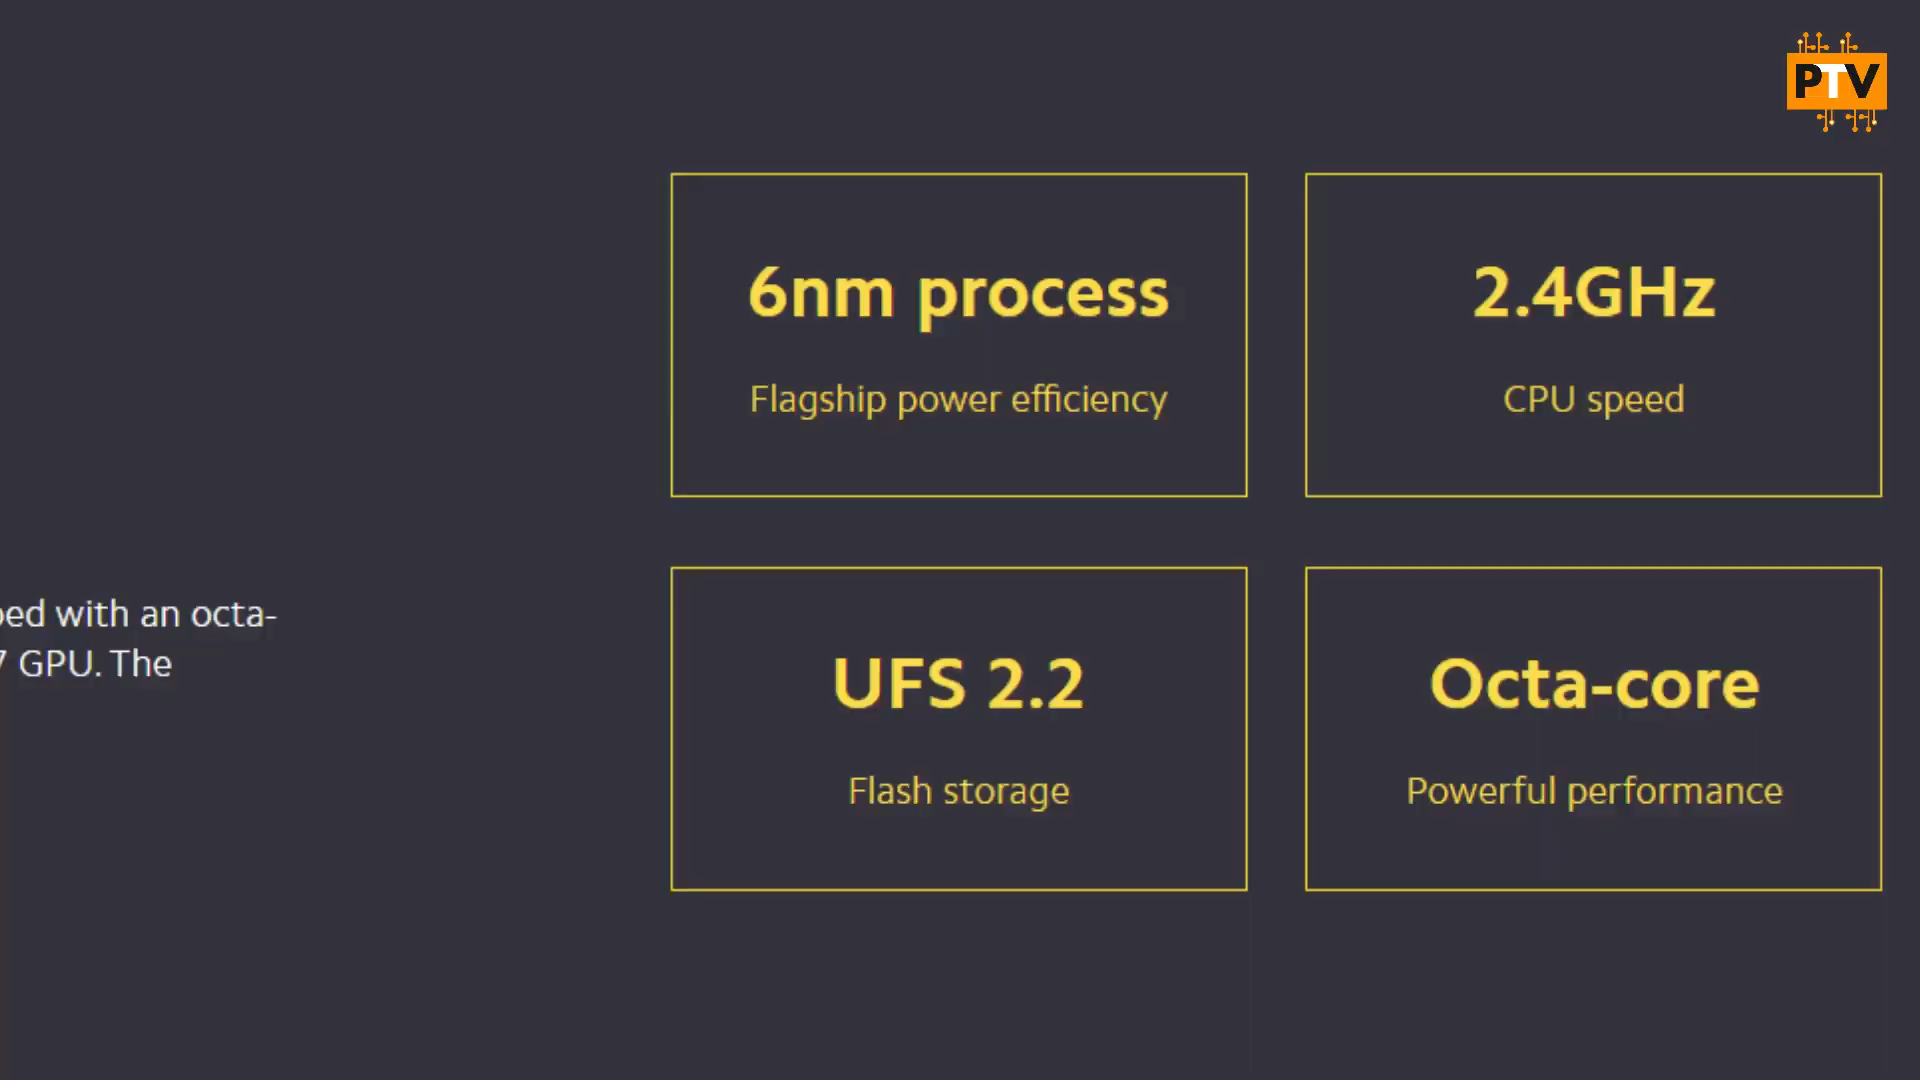 PTV
6nm process
Flagship power efficiency
2.4GHz
CPU speed
with an octa-
GPU. The
UFS 2.2
Flash storage
Octa-core
Powerful performance